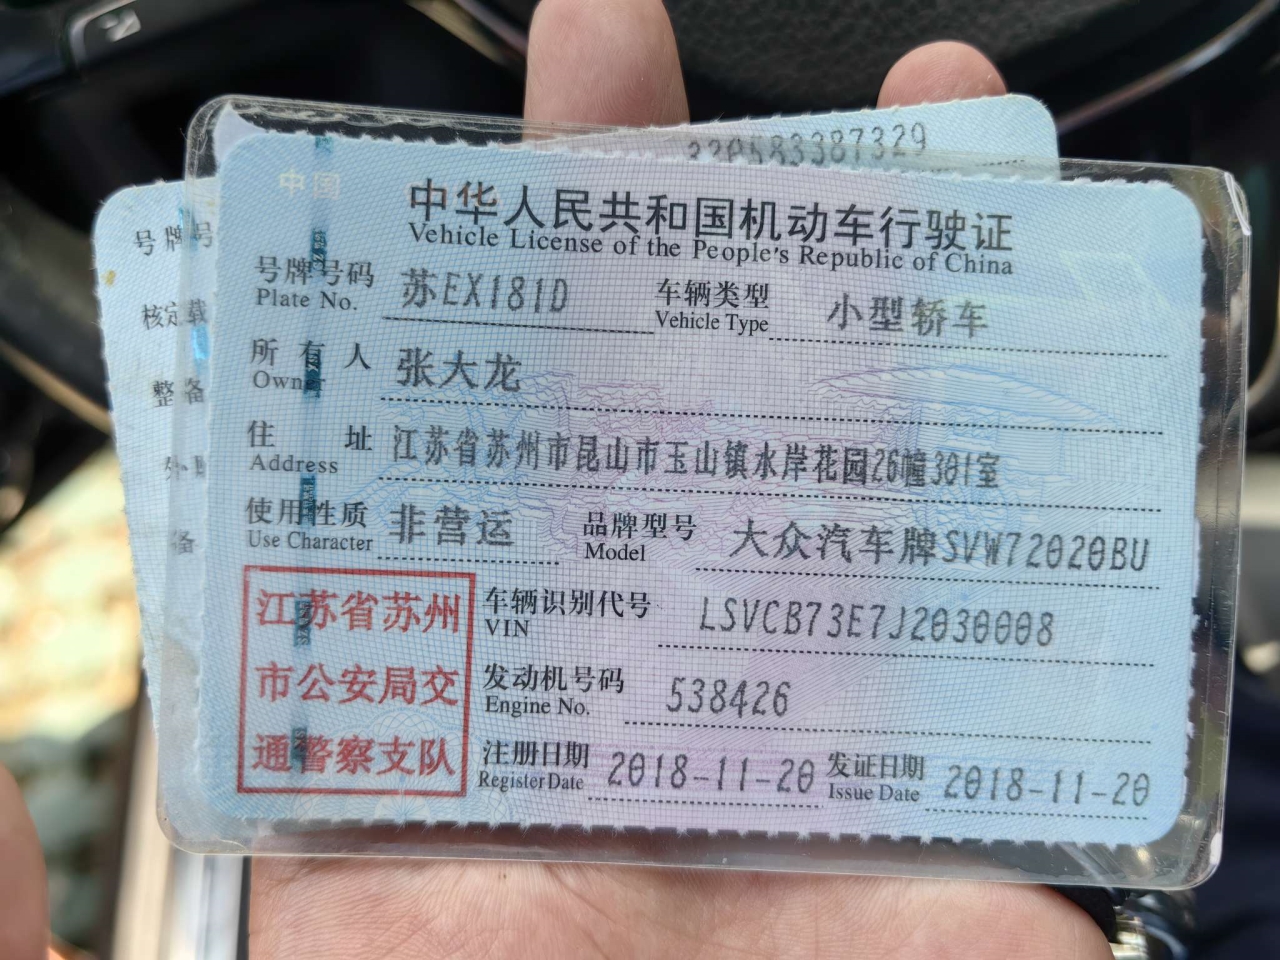 320583387329
中国
中华人民共和国机动车行驶证
Vehicle License of the People's Republic of China
号牌号
号牌号码 苏EX181D 车辆类型 小型轿车
Plate No. Vehicle Type
核定载
所有人 张大龙
Owner
整备
住址 江苏省苏州市昆山市玉山镇水岸花园26幢301室
Address
使用性质 非营运 品牌型号 大众汽车牌SVW72020BU
Use Character Model
备
江苏省苏州
市公安局交
通警察支队
车辆识别代号 LSVCB73E7J2030008
VIN
发动机号码 538426
Engine No.
注册日期 2018-11-20 发证日期 2018-11-20
Register Date Issue Date